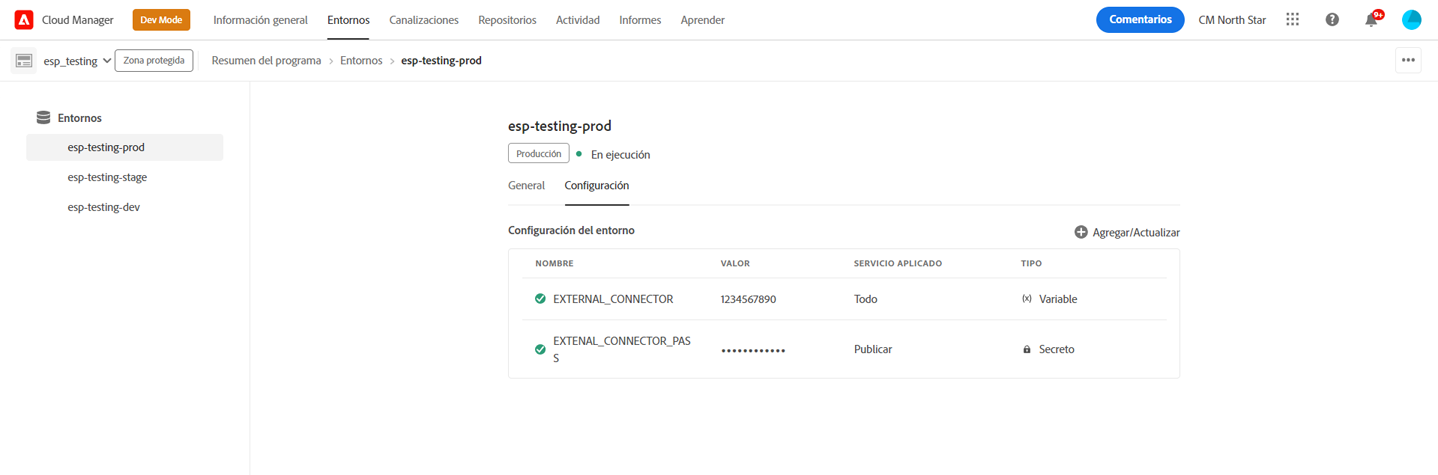 Cloud Manager Dev Mode Información general Entornos Canalizaciones Repositorios Actividad Informes Aprender Comentarios CM North Star 9+
esp_testing Zona protegida Resumen del programa > Entornos > esp-testing-prod
Entornos
esp-testing-prod
esp-testing-stage
esp-testing-dev
esp-testing-prod
Producción En ejecución
General Configuración
Configuración del entorno Agregar/Actualizar
NOMBRE VALOR SERVICIO APLICADO TIPO
EXTERNAL_CONNECTOR 1234567890 Todo (x) Variable
EXTENAL_CONNECTOR_PAS
S •••••••••••• Publicar Secreto